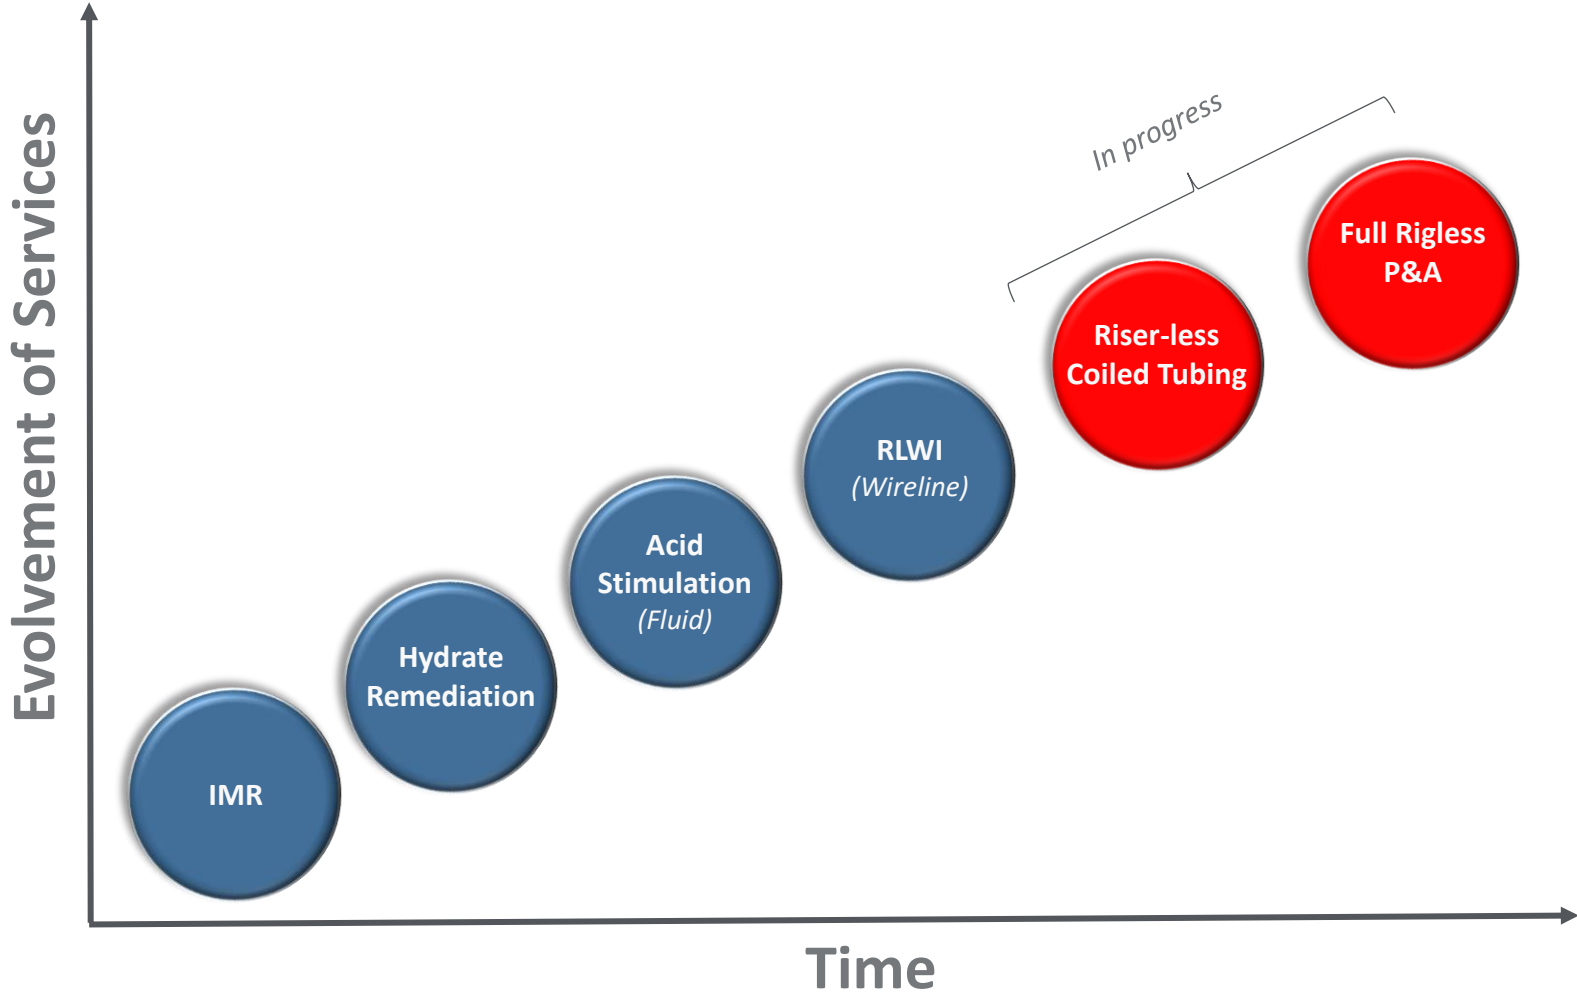 Evolvement of Services
In progress
Full Rigless
P&A
Riser-less
Coiled Tubing
RLWI
(Wireline)
Acid
Stimulation
(Fluid)
Hydrate
Remediation
IMR
Time